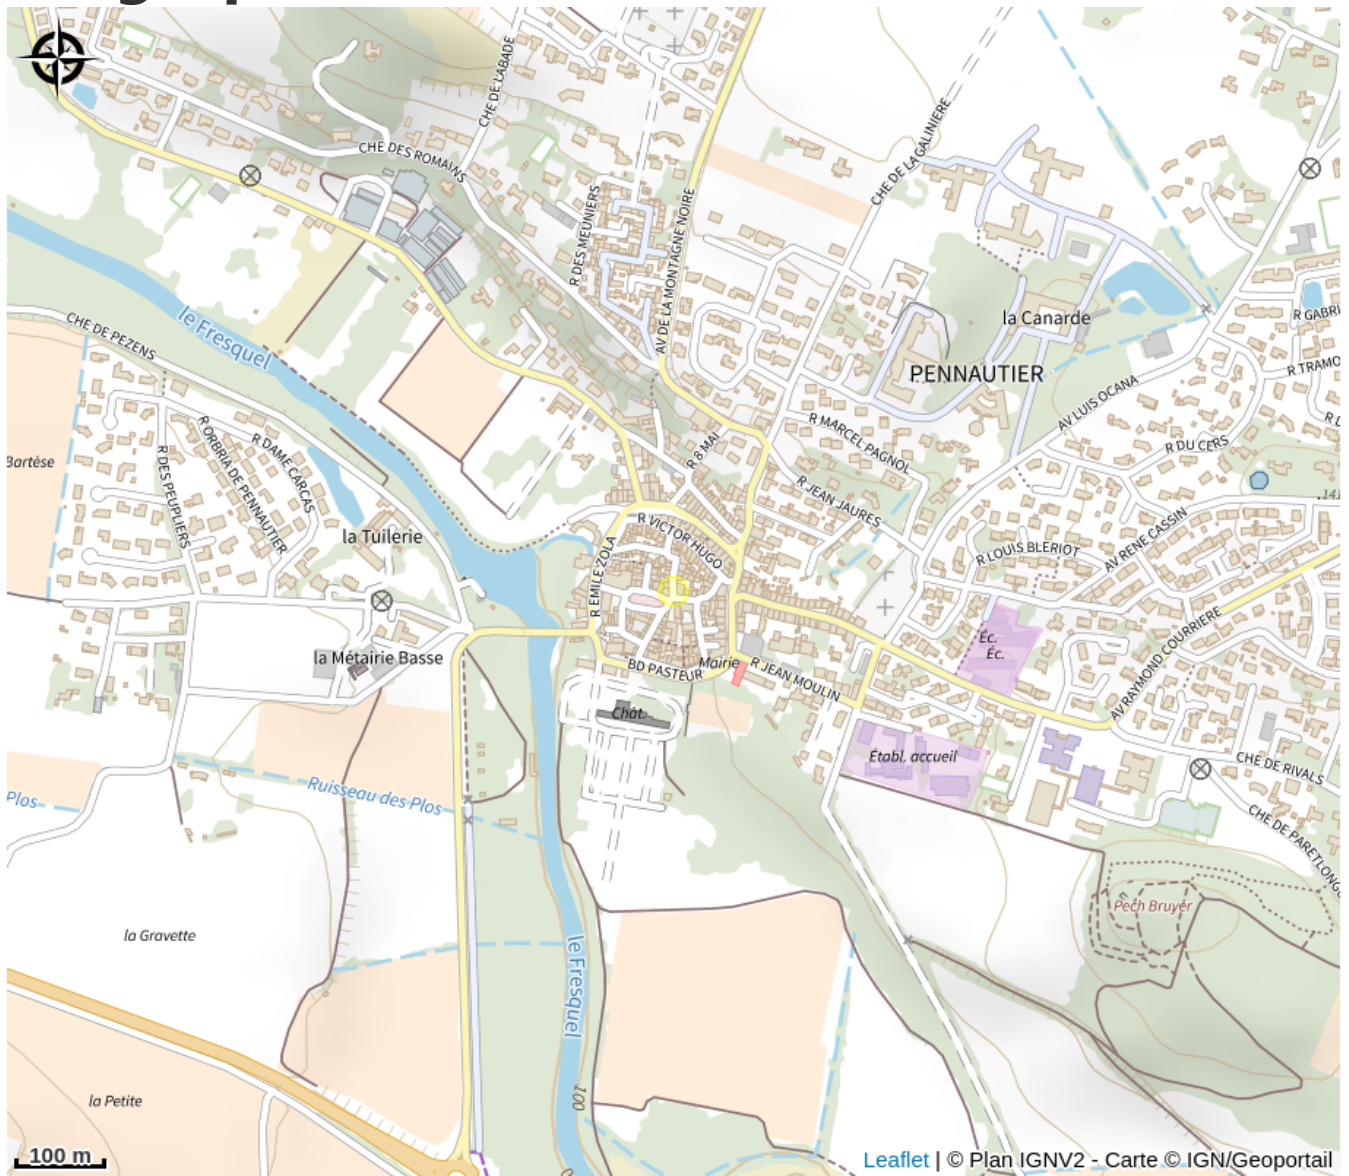 CHE DE LABADE
CHE DES ROMAINS
CHE DE LA GALINIERE
R DES MEUNIERS
AV DE LA MONTAGNE NOIRE
le Fresquel
CHE DE PEZENS
la Canarde
R GABRI
PENNAUTIER
R TRAMO
AV LUIS OCANA
R ORBRIA DE PENNAUTIER
R DAME CARCAS
R DES PEUPLIERS
Bartèse
R 8 MAI
R MARCEL PAGNOL
R DU CERS
R JEAN JAURES
141
la Tuilerie
R VICTOR HUGO
R EMILE ZOLA
R LOUIS BLERIOT
AV RENE CASSIN
Éc.
Éc.
AV RAYMOND COURRIERE
la Métairie Basse
BD PASTEUR
Mairie
R JEAN MOULIN
Chât.
Établ. accueil
CHE DE RIVALS
Plos
Ruisseau des Plos
CHE DE PARETLONG
Pech Bruyer
la Gravette
le Fresquel
100
la Petite
100 m
Leaflet | © Plan IGNV2 - Carte © IGN/Geoportail